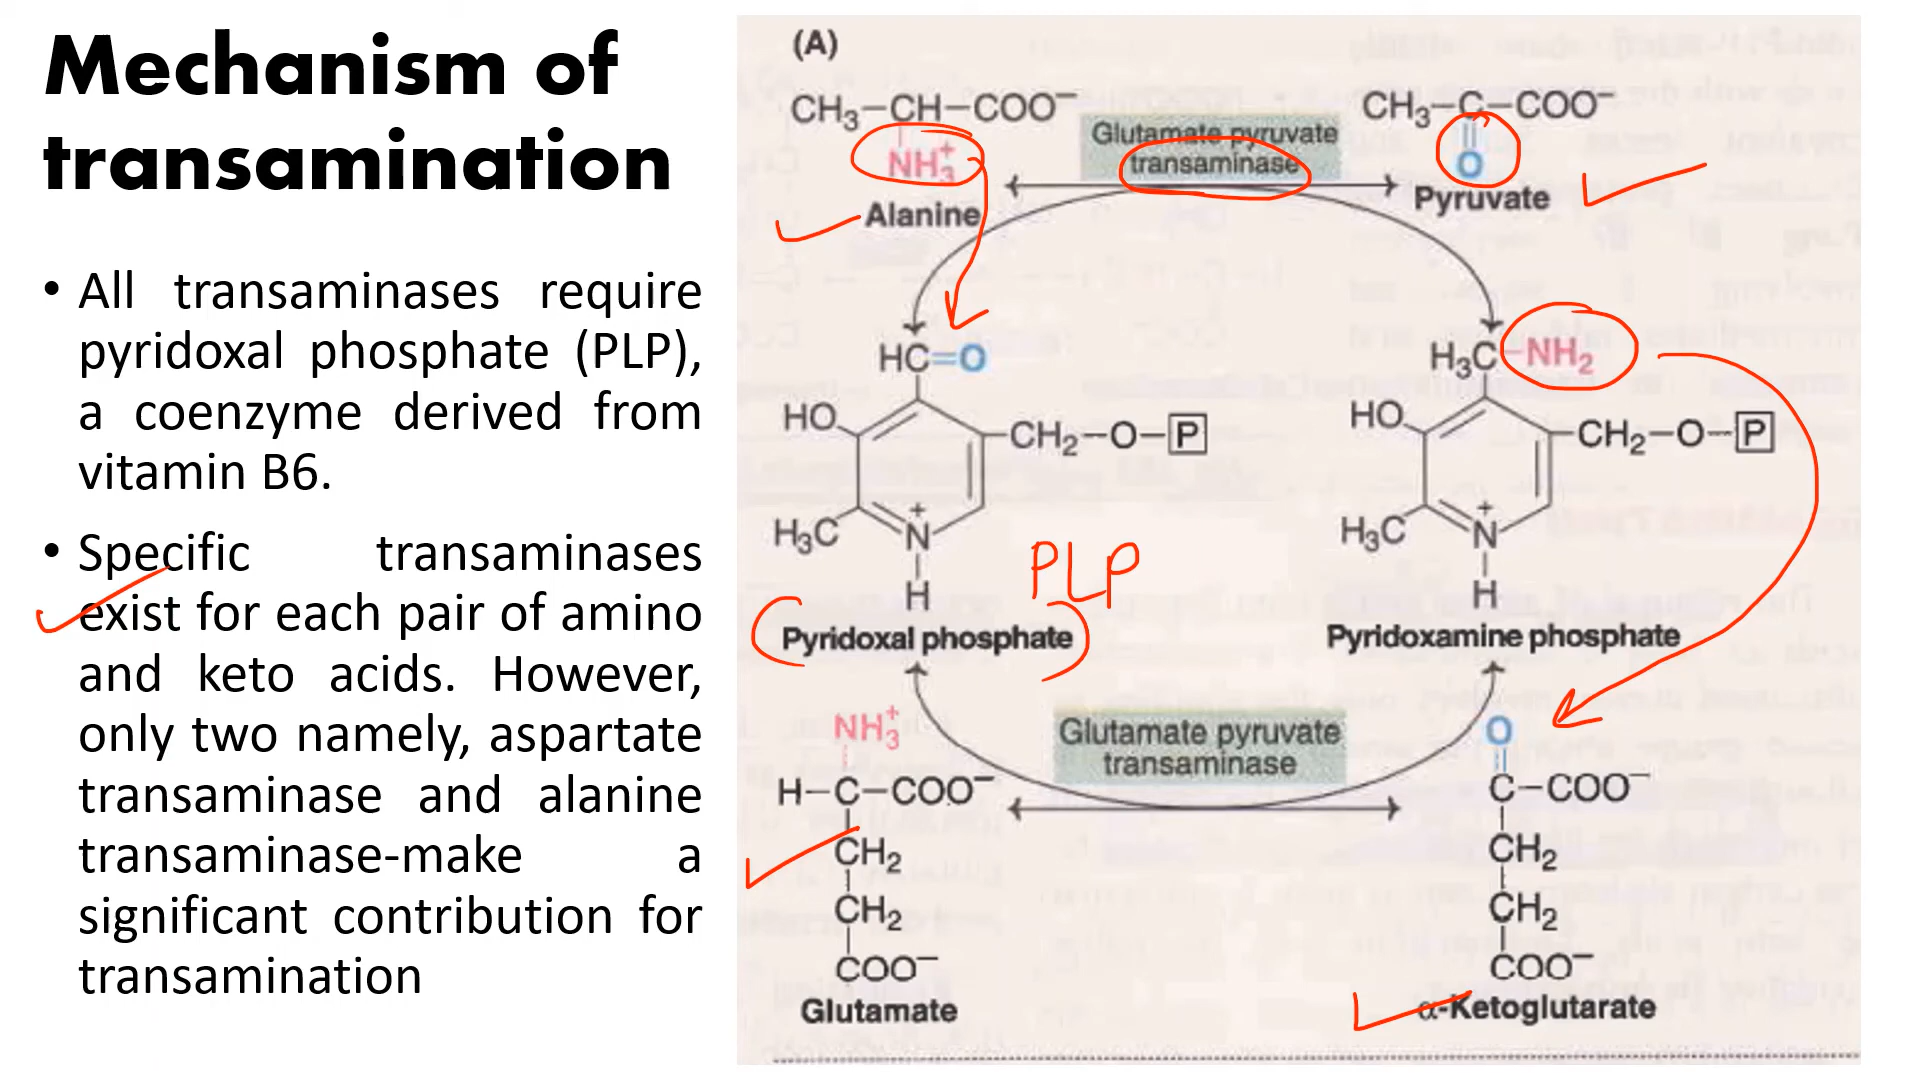 Mechanism of
transamination
• All transaminases require
pyridoxal phosphate (PLP),
a coenzyme derived from
vitamin B6.
• Specific transaminases
exist for each pair of amino
and keto acids. However,
only two namely, aspartate
transaminase and alanine
transaminase-make a
significant contribution for
transamination
(A)
CH₃–CH–COO⁻
NH₃⁺
Alanine
Glutamate pyruvate
transaminase
CH₃–C–COO⁻
O
Pyruvate
HC=O
HO
CH₂–O–P
H₃C
N⁺
H
PLP
Pyridoxal phosphate
H₃C–NH₂
HO
CH₂–O–P
H₃C
N⁺
H
Pyridoxamine phosphate
NH₃⁺
H–C–COO⁻
CH₂
CH₂
COO⁻
Glutamate
Glutamate pyruvate
transaminase
O
C–COO⁻
CH₂
CH₂
COO⁻
α-Ketoglutarate